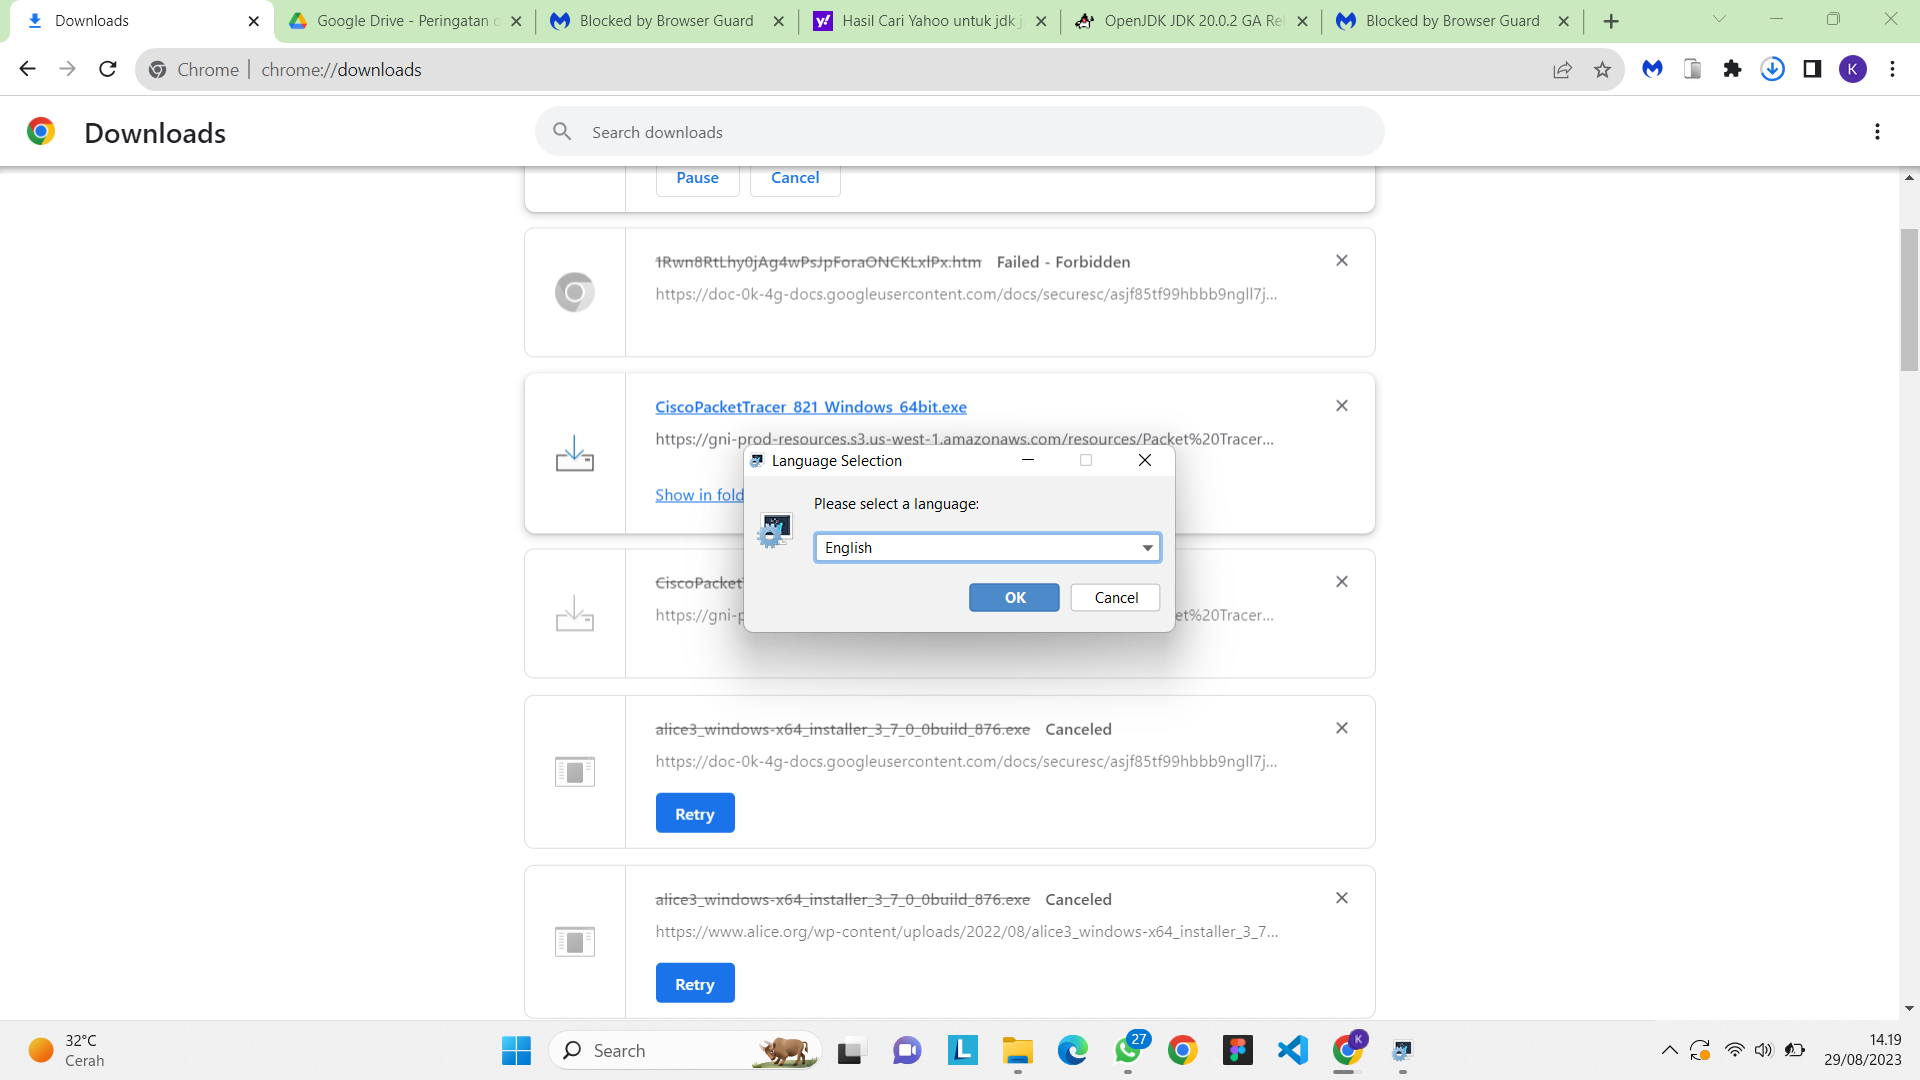 Downloads
Google Drive - Peringatan
Blocked by Browser Guard
Hasil Cari Yahoo untuk jdk
OpenJDK JDK 20.0.2 GA Rel
Blocked by Browser Guard
Chrome
chrome://downloads
K
Downloads
Search downloads
Pause
Cancel
1Rwn8RtLhy0jAg4wPsJpForaONCKLxlPx.htm Failed - Forbidden
https://doc-0k-4g-docs.googleusercontent.com/docs/securesc/asjf85tf99hbbb9ngll7j...
CiscoPacketTracer_821_Windows_64bit.exe
https://gni-prod-resources.s3.us-west-1.amazonaws.com/resources/Packet%20Tracer...
Show in fold
Language Selection
Please select a language:
English
OK
Cancel
CiscoPacket
https://gni-p
et%20Tracer...
alice3_windows-x64_installer_3_7_0_0build_876.exe Canceled
https://doc-0k-4g-docs.googleusercontent.com/docs/securesc/asjf85tf99hbbb9ngll7j...
Retry
alice3_windows-x64_installer_3_7_0_0build_876.exe Canceled
https://www.alice.org/wp-content/uploads/2022/08/alice3_windows-x64_installer_3_7...
Retry
32°C
Cerah
Search
L
27
K
14.19
29/08/2023